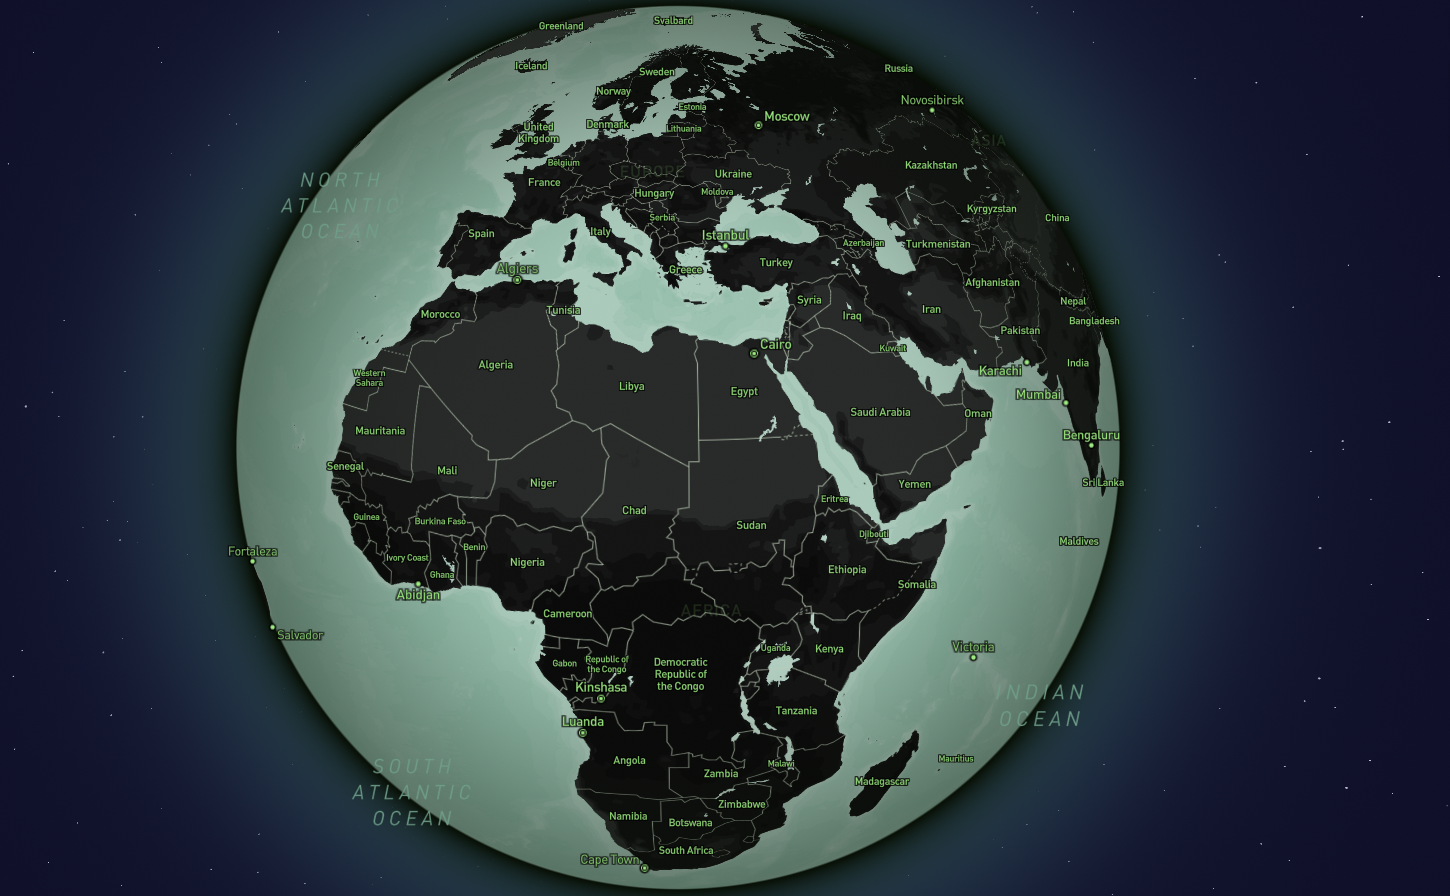 Svalbard
Greenland
Iceland
Russia
Sweden
Norway
Novosibirsk
Estonia
Moscow
Denmark
Lithuania
United
Kingdom
ASIA
Belgium
Kazakhstan
EUROPE
Ukraine
NORTH
ATLANTIC
OCEAN
France
Hungary
Moldova
Kyrgyzstan
China
Serbia
Spain
Italy
Istanbul
Azerbaijan
Turkmenistan
Turkey
Algiers
Greece
Afghanistan
Nepal
Syria
Morocco
Tunisia
Iraq
Iran
Bangladesh
Pakistan
Cairo
Kuwait
Algeria
India
Karachi
Western
Sahara
Libya
Egypt
Mumbai
Saudi Arabia
Oman
Mauritania
Bengaluru
Senegal
Mali
Niger
Yemen
Sri Lanka
Eritrea
Chad
Guinea
Burkina Faso
Sudan
Djibouti
Maldives
Benin
Fortaleza
Ivory Coast
Nigeria
Ethiopia
Ghana
Somalia
Abidjan
AFRICA
Cameroon
Salvador
Uganda
Kenya
Victoria
Gabon
Republic of
the Congo
Democratic
Republic of
the Congo
Kinshasa
INDIAN
OCEAN
Tanzania
Luanda
Angola
Mauritius
SOUTH
ATLANTIC
OCEAN
Malawi
Zambia
Madagascar
Zimbabwe
Namibia
Botswana
South Africa
Cape Town